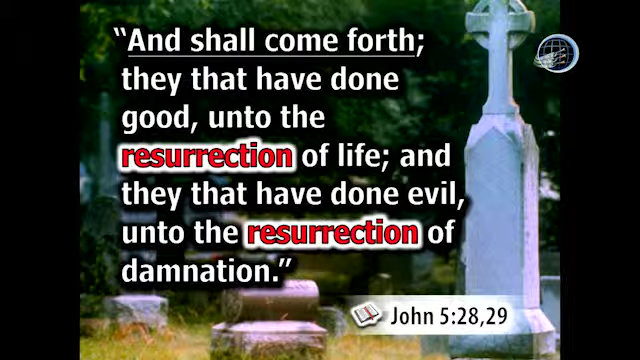 “And shall come forth;
they that have done
good, unto the
resurrection of life; and
they that have done evil,
unto the resurrection of
damnation.”
John 5:28,29